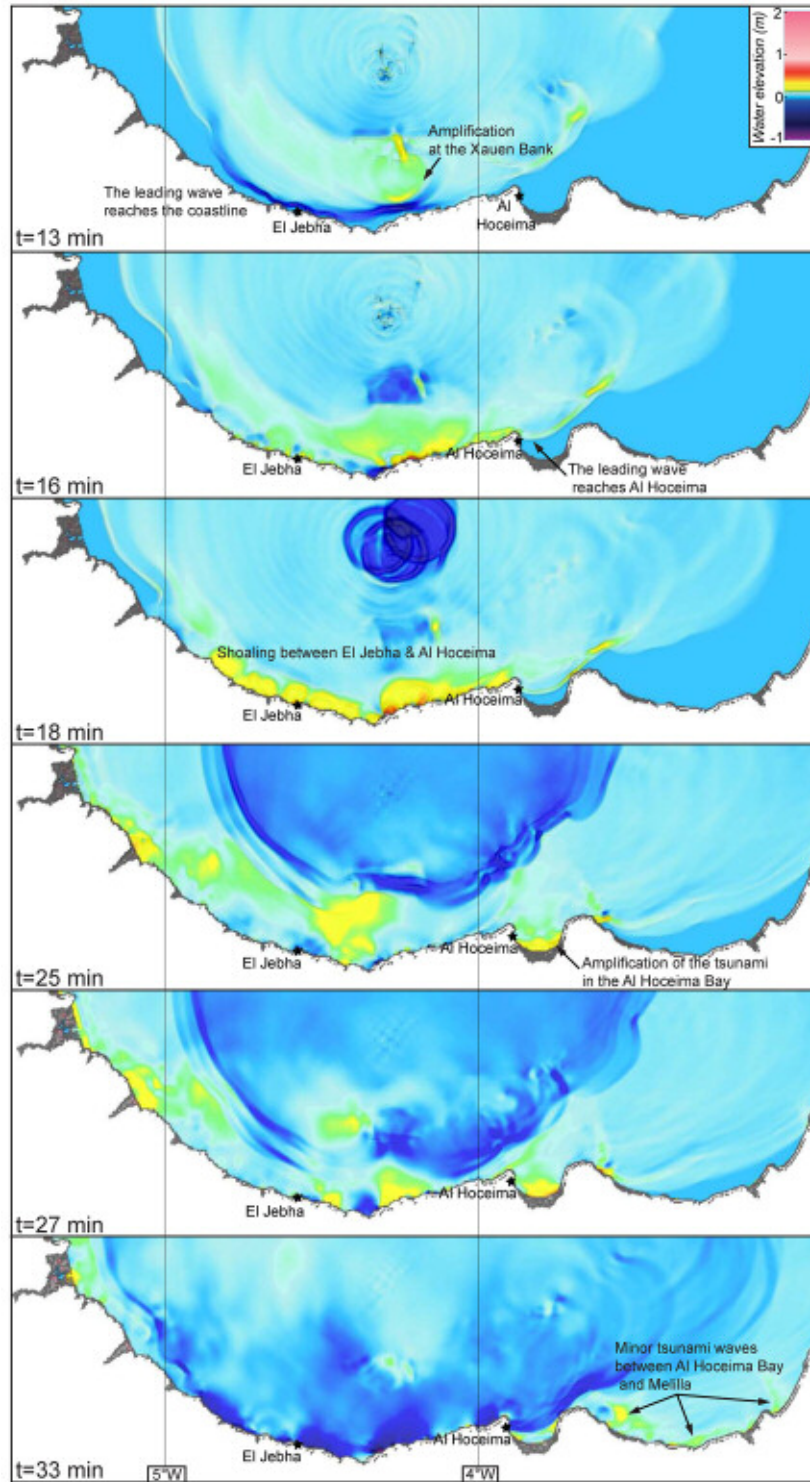 2
Water elevation (m)
0
-1
Amplification
at the Xauen Bank
The leading wave
reaches the coastline
El Jebha
Al
Hoceima
t=13 min
El Jebha
Al Hoceima
The leading wave
reaches Al Hoceima
t=16 min
Shoaling between El Jebha & Al Hoceima
El Jebha
Al Hoceima
t=18 min
Al Hoceima
El Jebha
Amplification of the tsunami
in the Al Hoceima Bay
t=25 min
Al Hoceima
El Jebha
t=27 min
Minor tsunami waves
between Al Hoceima Bay
and Melilla
Al Hoceima
El Jebha
t=33 min
5°W
4°W